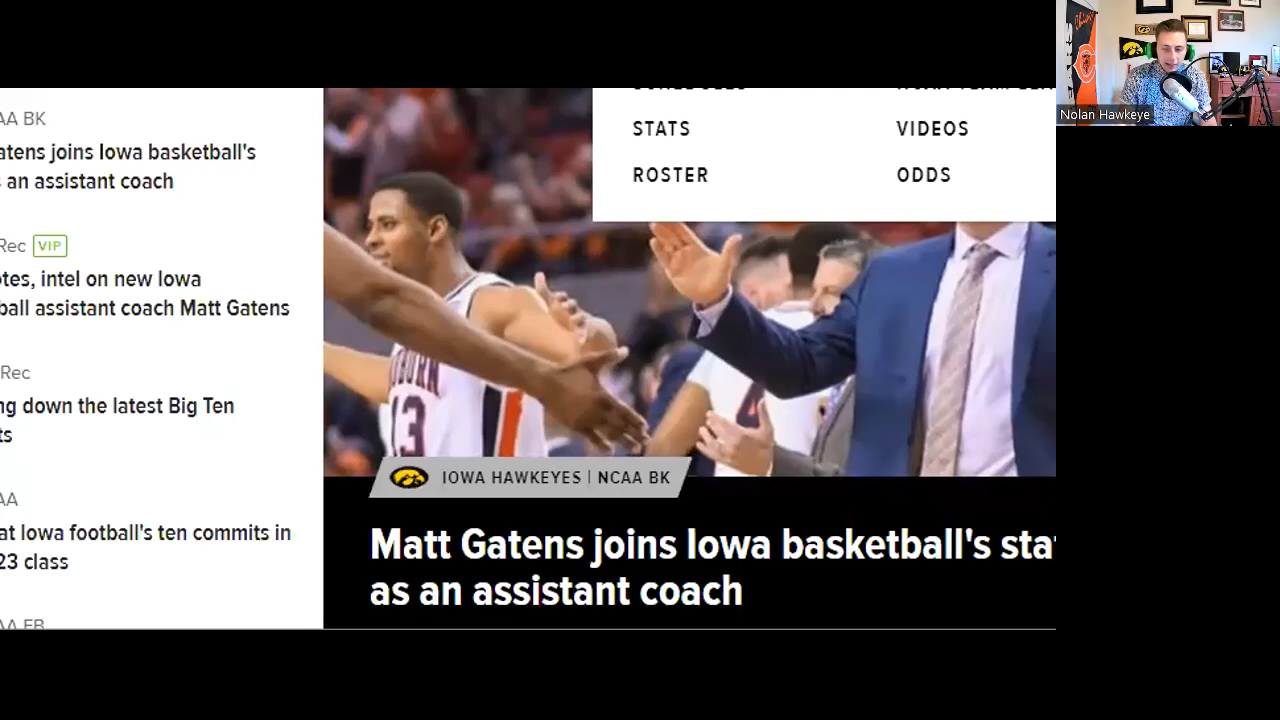 AA BK
atens joins Iowa basketball's
s an assistant coach
Rec VIP
otes, intel on new Iowa
ball assistant coach Matt Gatens
Rec
ng down the latest Big Ten
ts
AA
at Iowa football's ten commits in
23 class
AA FB
STATS
ROSTER
VIDEOS
ODDS
13
4
IOWA HAWKEYES | NCAA BK
Matt Gatens joins Iowa basketball's sta
as an assistant coach
Nolan Hawkeye